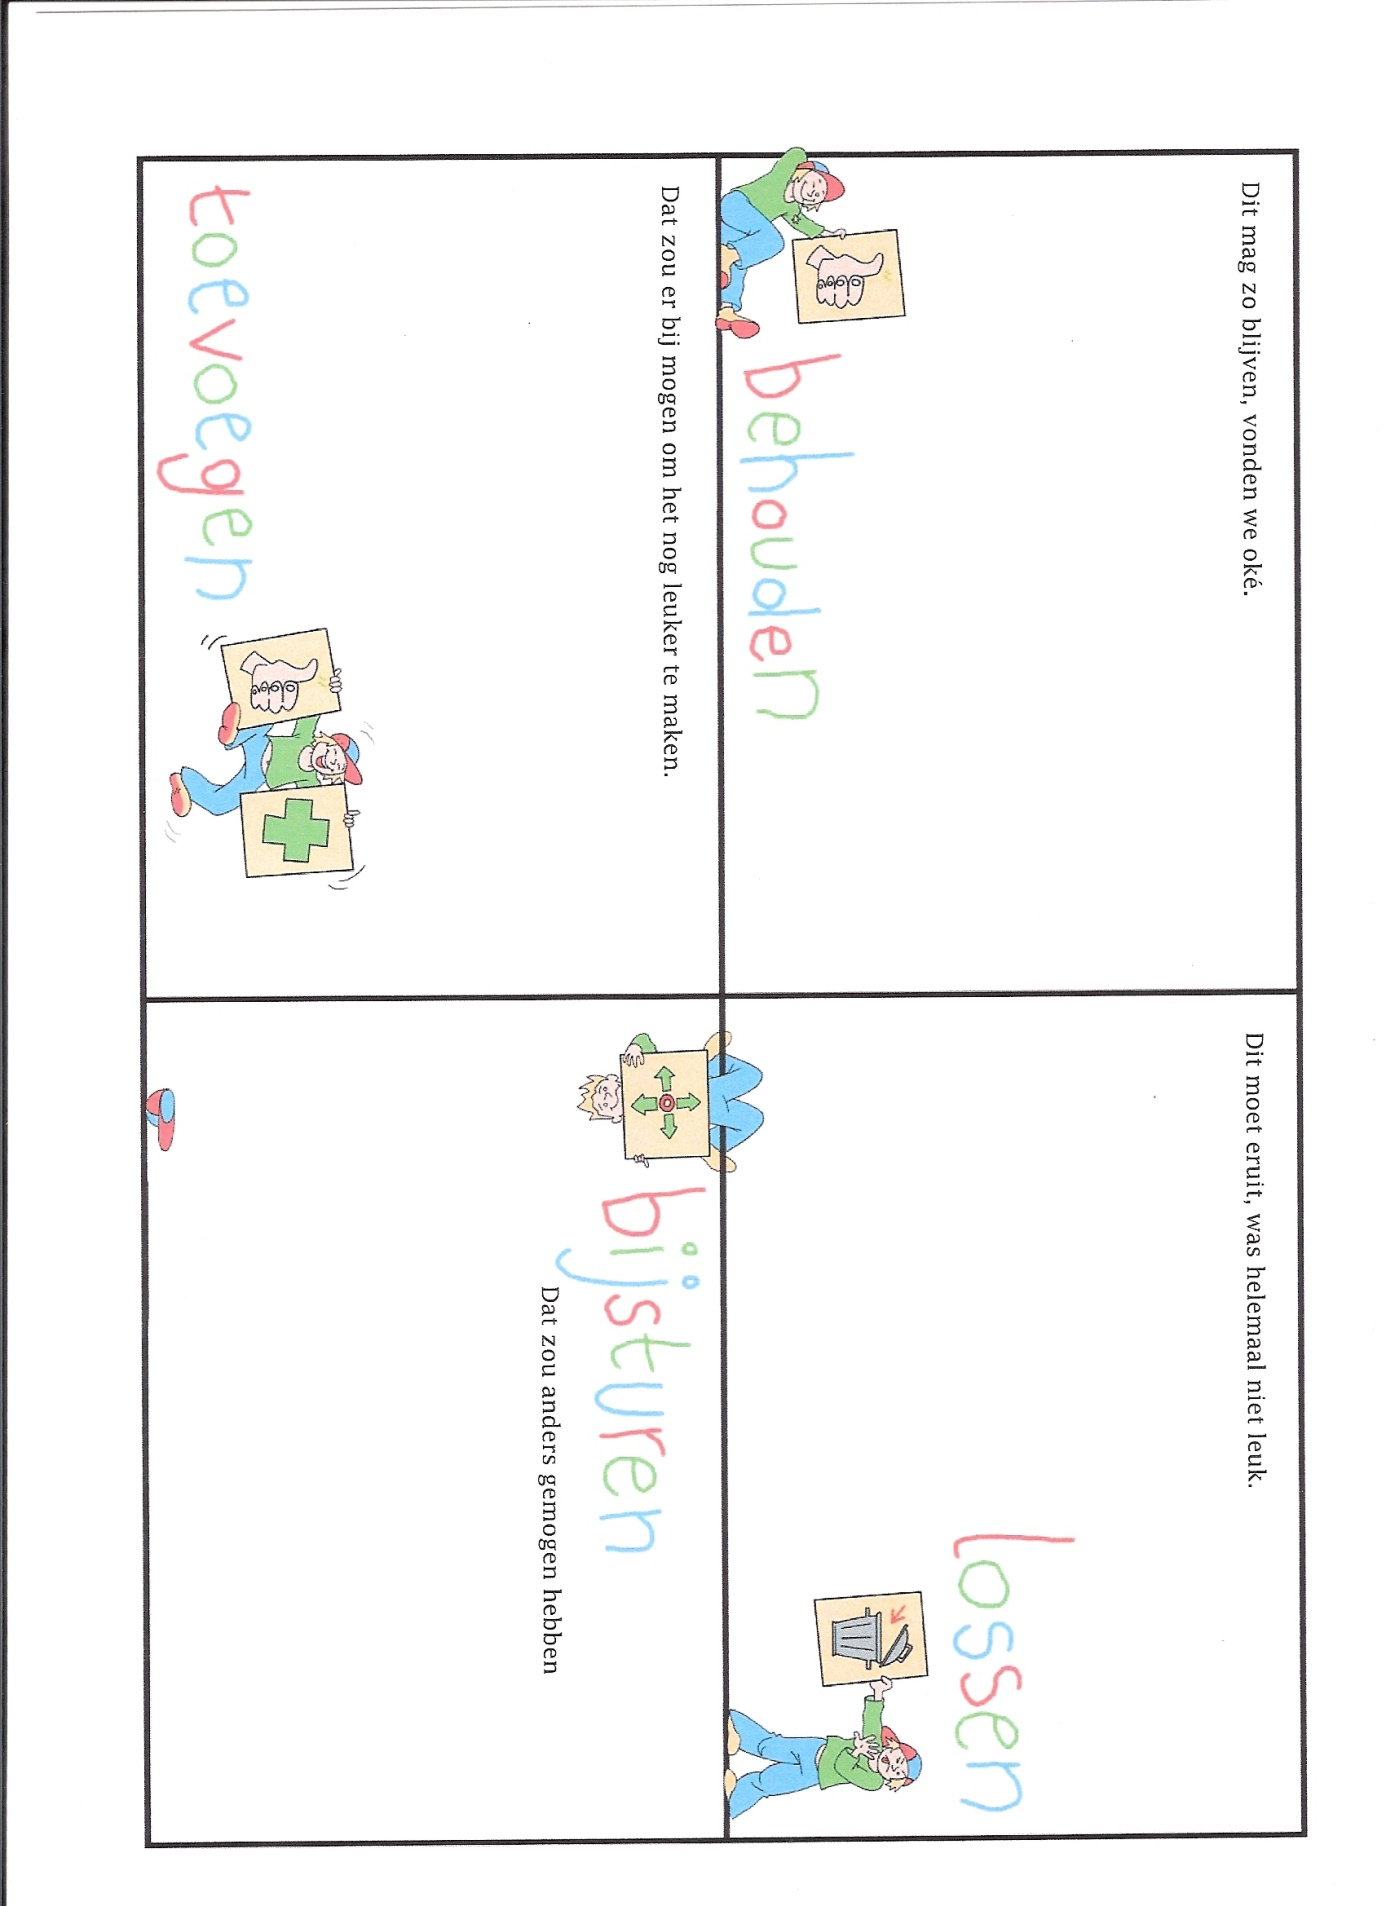 Dit mag zo blijven, vonden we oké.
behouden
Dit moet eruit, was helemaal niet leuk.
lossen
Dat zou er bij mogen om het nog leuker te maken.
toevoegen
bijsturen
Dat zou anders gemogen hebben